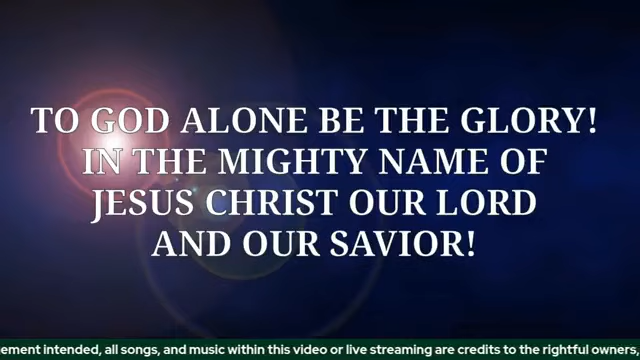 TO GOD ALONE BE THE GLORY!
IN THE MIGHTY NAME OF
JESUS CHRIST OUR LORD
AND OUR SAVIOR!
intended, all songs, and music within this video or live streaming are credits to the rightful owners,